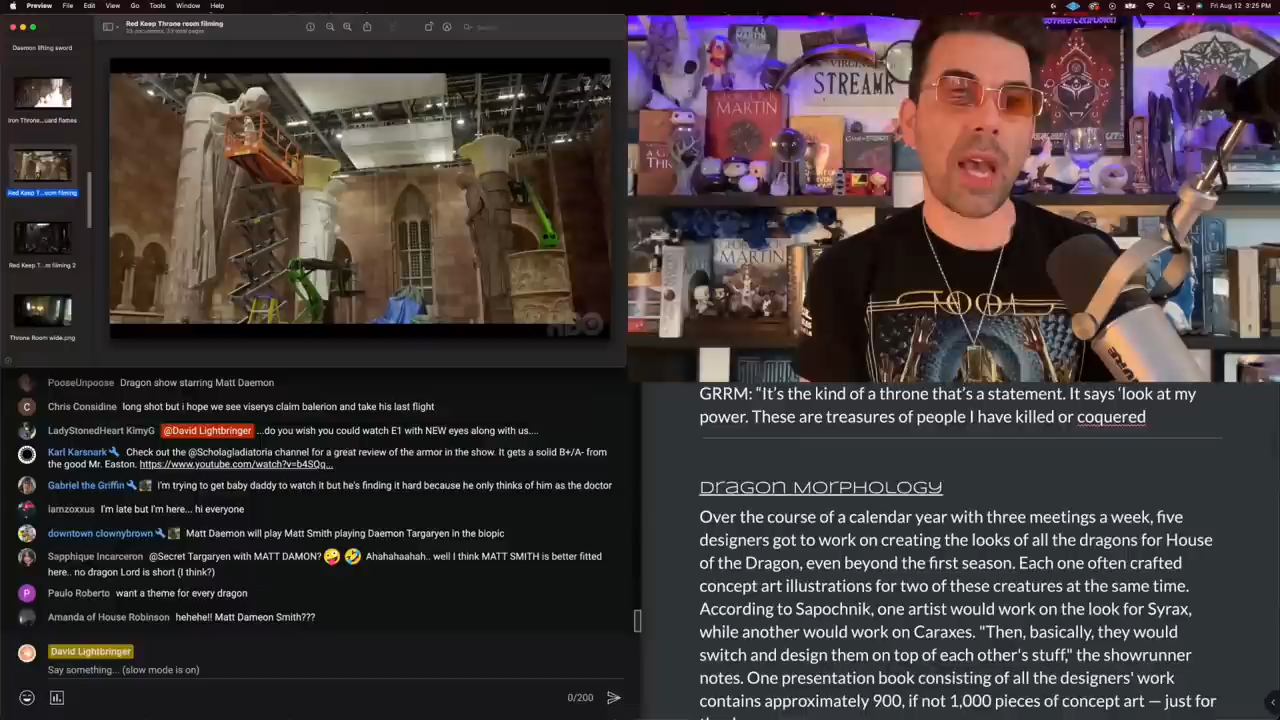 Preview File Edit View Go Tools Window Help
Fri Aug 12 3:25 PM
Red Keep Throne room filming
Daemon lifting sword
Iron Throne...uard flames
Red Keep T...oom filming
Red Keep T...m filming 2
Throne Room wide.png
HBO
STREAMR
MARTIN
MARTIN
TOOL
PooseUnpoose Dragon show starring Matt Daemon
Chris Considine long shot but i hope we see viserys claim balerion and take his last flight
LadyStonedHeart KimyG @David Lightbringer ...do you wish you could watch E1 with NEW eyes along with us....
Karl Karsnark Check out the @Scholagladiatoria channel for a great review of the armor in the show. It gets a solid B+/A- from
the good Mr. Easton. https://www.youtube.com/watch?v=b4SQg...
Gabriel the Griffin I'm trying to get baby daddy to watch it but he's finding it hard because he only thinks of him as the doctor
iamzoxxus I'm late but I'm here... hi everyone
downtown clownybrown Matt Daemon will play Matt Smith playing Daemon Targaryen in the biopic
Sapphique Incarceron @Secret Targaryen with MATT DAMON? 🤪 🤣 Ahahahaahah.. well I think MATT SMITH is better fitted
here.. no dragon Lord is short (I think?)
Paulo Roberto want a theme for every dragon
Amanda of House Robinson hehehe!! Matt Dameon Smith???
David Lightbringer
Say something... (slow mode is on)
0/200
GRRM: “It’s the kind of a throne that’s a statement. It says ‘look at my
power. These are treasures of people I have killed or coquered
Dragon Morphology
Over the course of a calendar year with three meetings a week, five
designers got to work on creating the looks of all the dragons for House
of the Dragon, even beyond the first season. Each one often crafted
concept art illustrations for two of these creatures at the same time.
According to Sapochnik, one artist would work on the look for Syrax,
while another would work on Caraxes. "Then, basically, they would
switch and design them on top of each other's stuff," the showrunner
notes. One presentation book consisting of all the designers' work
contains approximately 900, if not 1,000 pieces of concept art — just for